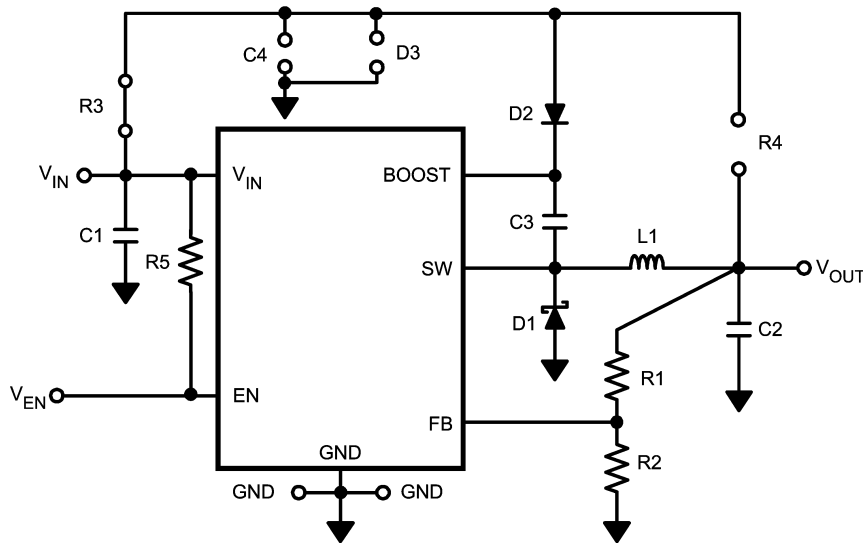 C4
D3
R3
D2
R4
VIN
VIN
BOOST
C1
R5
C3
L1
SW
VOUT
D1
C2
R1
VEN
EN
FB
GND
R2
GND
GND